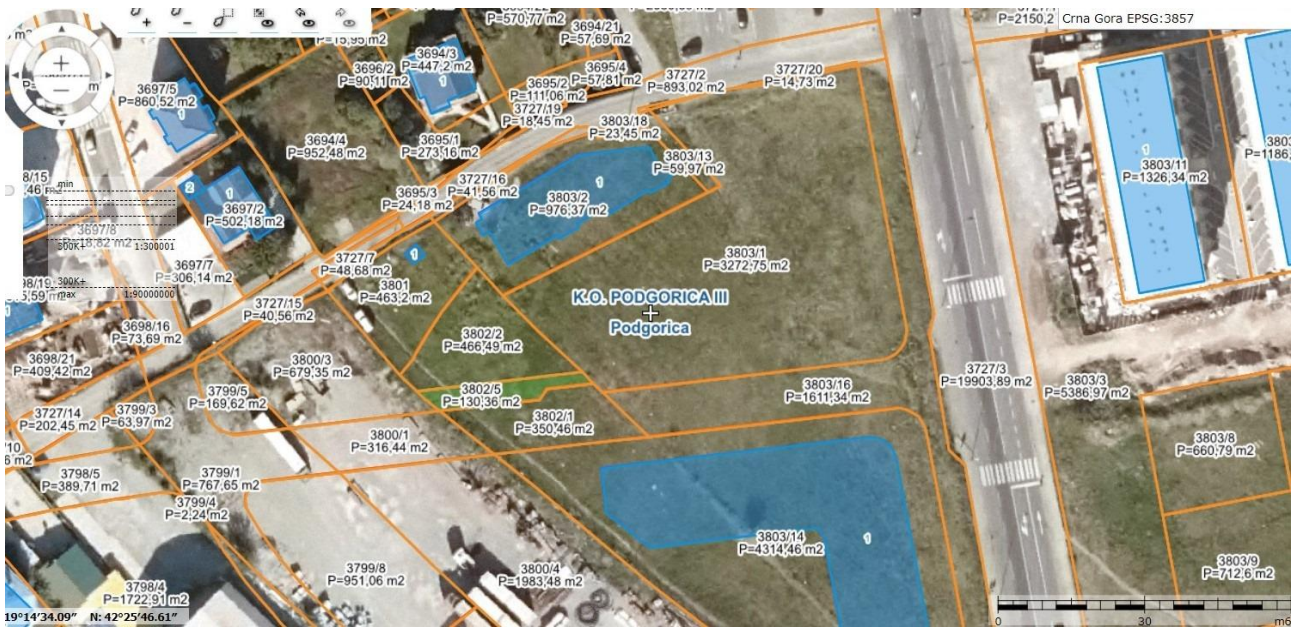 3694/22
P=570,77 m2
3694/21
P=57,69 m2
P=2150,2
Crna Gora EPSG:3857
P=15,95 m2
3694/3
P=447,2 m2
3696/2
P=90,11 m2
3695/4
P=57,81 m2
3695/2
P=111,06 m2
3727/2
P=893,02 m2
3727/20
P=14,73 m2
3697/5
P=860,52 m2
1
1
3727/19
P=18,45 m2
3803/18
P=23,45 m2
3694/4
P=952,48 m2
3695/1
P=273,16 m2
3803/13
P=59,97 m2
1
3803/11
P=1326,34 m2
P=1186,
min
2
1
3697/2
P=502,18 m2
3695/3
P=24,18 m2
3727/16
P=41,56 m2
1
3803/2
P=976,37 m2
3697/8
P=18,82 m2
1:300001
300K+
max
1:90000000
3697/7
P=306,14 m2
3727/7
P=48,68 m2
1
3801
P=463,2 m2
3803/1
P=3272,75 m2
K.O. PODGORICA III
Podgorica
1
3727/15
P=40,56 m2
3698/16
P=73,69 m2
3802/2
P=466,49 m2
3698/21
P=409,42 m2
3800/3
P=679,35 m2
3799/5
P=169,62 m2
3802/5
P=130,36 m2
3803/16
P=1611,34 m2
3727/3
P=19903,89 m2
3803/3
P=5386,97 m2
3727/14
P=202,45 m2
3799/3
P=63,97 m2
3802/1
P=350,46 m2
3800/1
P=316,44 m2
3803/8
P=660,79 m2
3798/5
P=389,71 m2
3799/1
P=767,65 m2
3799/4
P=2,24 m2
3803/14
P=4314,46 m2
1
3799/8
P=951,06 m2
3800/4
P=1983,48 m2
3803/9
P=712,6 m2
3798/4
P=1722,91 m2
19°14'34.09" N: 42°25'46.61"
0
30
m6